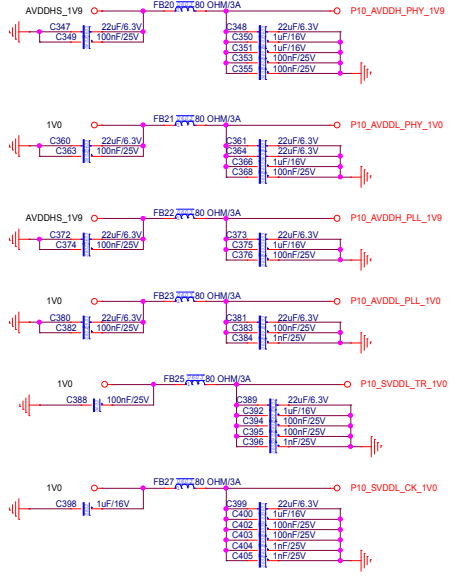 AVDDHS_1V9 FB20 80 OHM/3A P10_AVDDH_PHY_1V9
C347 22uF/6.3V C348 22uF/6.3V
C349 100nF/25V C350 1uF/16V
C351 1uF/16V
C353 100nF/25V
C355 100nF/25V
1V0 FB21 80 OHM/3A P10_AVDDL_PHY_1V0
C360 22uF/6.3V C361 22uF/6.3V
C363 100nF/25V C364 22uF/6.3V
C366 1uF/16V
C368 100nF/25V
AVDDHS_1V9 FB22 80 OHM/3A P10_AVDDH_PLL_1V9
C372 22uF/6.3V C373 22uF/6.3V
C374 100nF/25V C375 1uF/16V
C376 100nF/25V
1V0 FB23 80 OHM/3A P10_AVDDL_PLL_1V0
C380 22uF/6.3V C381 22uF/6.3V
C382 100nF/25V C383 100nF/25V
C384 1nF/25V
1V0 FB25 80 OHM/3A P10_SVDDL_TR_1V0
C388 100nF/25V C389 22uF/6.3V
C392 1uF/16V
C394 100nF/25V
C395 100nF/25V
C396 1nF/25V
1V0 FB27 80 OHM/3A P10_SVDDL_CK_1V0
C398 1uF/16V C399 22uF/6.3V
C400 1uF/16V
C402 100nF/25V
C403 100nF/25V
C404 1nF/25V
C405 1nF/25V